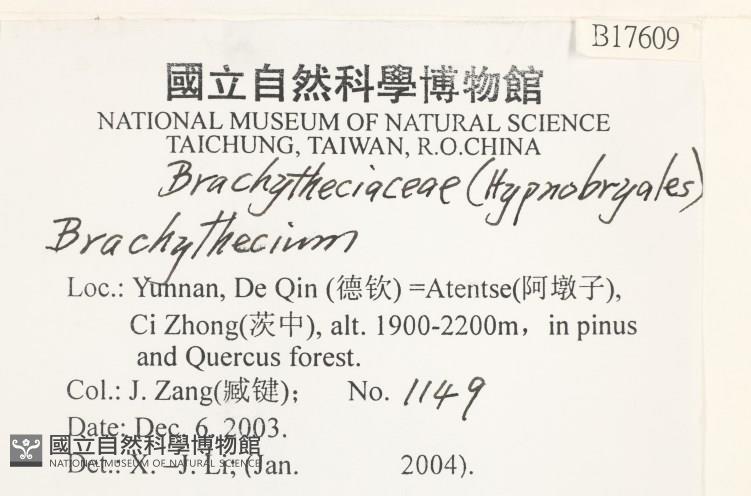 B17609
國立自然科學博物館
NATIONAL MUSEUM OF NATURAL SCIENCE
TAICHUNG, TAIWAN, R.O.CHINA
Brachytheciaceae (Hypnobryales)
Brachythecium
Loc.: Yunnan, De Qin (德钦) =Atentse(阿墩子),
Ci Zhong(茨中), alt. 1900-2200m，in pinus
and Quercus forest.
Col.: J. Zang(臧键); No. 1149
Date: Dec. 6, 2003.
Det.: X. –J. Li, (Jan. 2004).
國立自然科學博物館
NATIONAL MUSEUM OF NATURAL SCIENCE